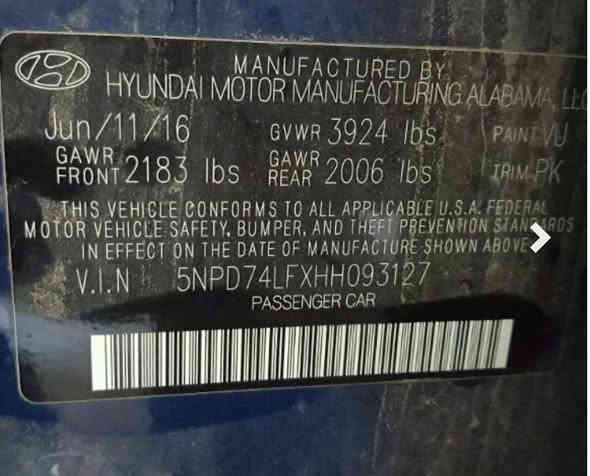 MANUFACTURED BY
HYUNDAI MOTOR MANUFACTURING ALABAMA, LLC
Jun/11/16 GVWR 3924 lbs PAINT VU
GAWR FRONT 2183 lbs GAWR REAR 2006 lbs TRIM PK
THIS VEHICLE CONFORMS TO ALL APPLICABLE U.S.A. FEDERAL
MOTOR VEHICLE SAFETY, BUMPER, AND THEFT PREVENTION STANDARDS
IN EFFECT ON THE DATE OF MANUFACTURE SHOWN ABOVE
V.I.N 5NPD74LFXHH093127
PASSENGER CAR